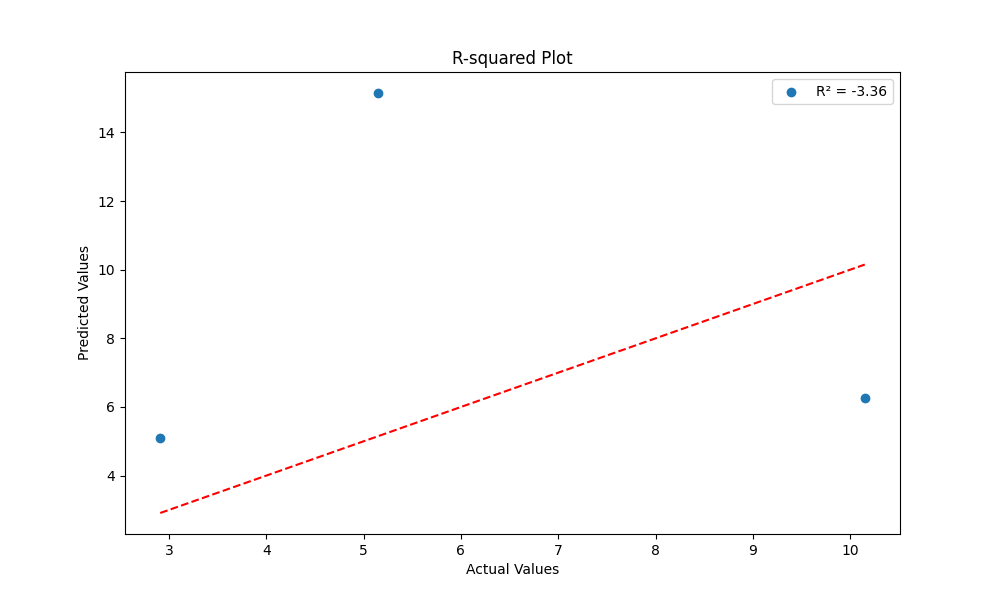 R-squared Plot
R² = -3.36
Predicted Values
14
12
10
8
6
4
3 4 5 6 7 8 9 10
Actual Values